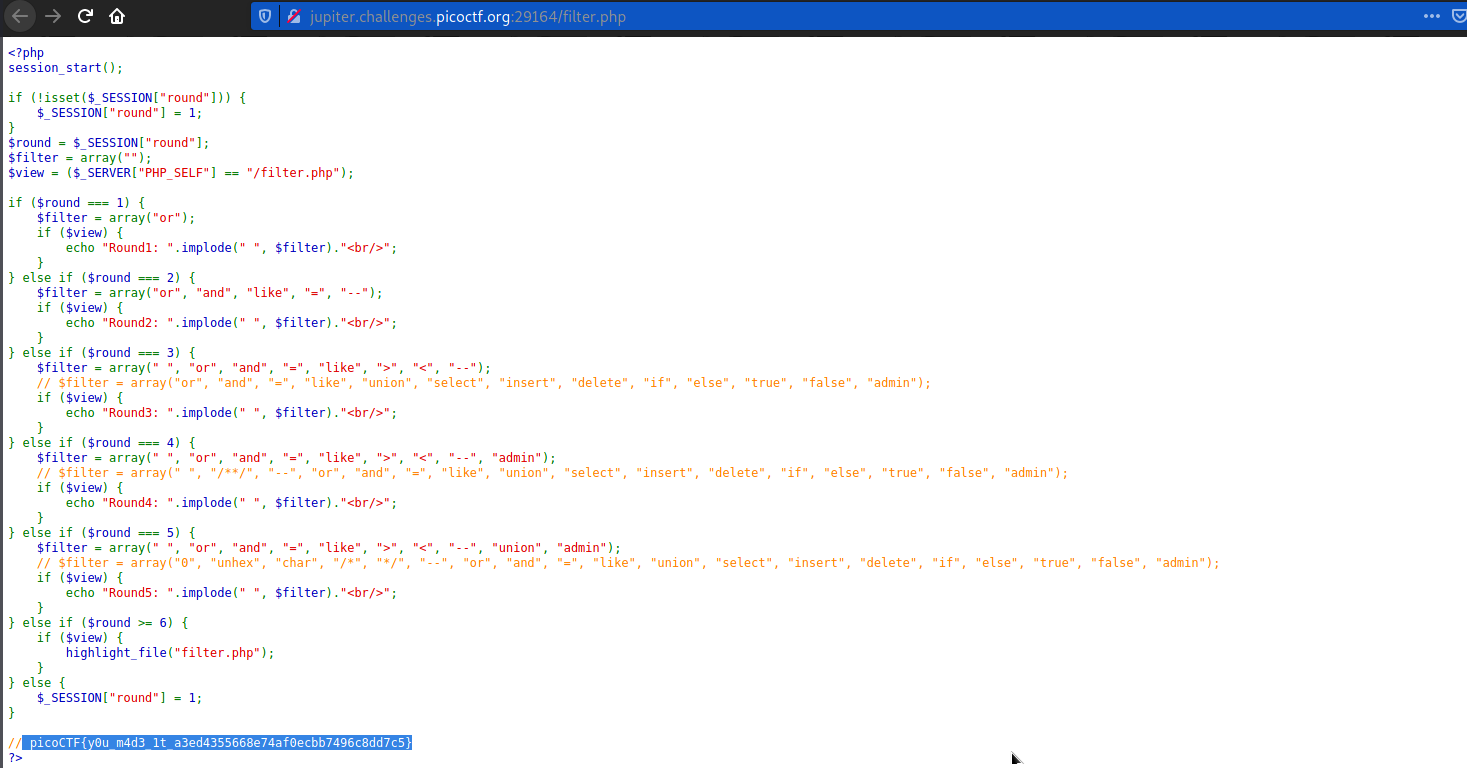 jupiter.challenges.picoctf.org:29164/filter.php
<?php
session_start();

if (!isset($_SESSION["round"])) {
    $_SESSION["round"] = 1;
}
$round = $_SESSION["round"];
$filter = array("");
$view = ($_SERVER["PHP_SELF"] == "/filter.php");

if ($round === 1) {
    $filter = array("or");
    if ($view) {
        echo "Round1: ".implode(" ", $filter)."<br/>";
    }
} else if ($round === 2) {
    $filter = array("or", "and", "like", "=", "--");
    if ($view) {
        echo "Round2: ".implode(" ", $filter)."<br/>";
    }
} else if ($round === 3) {
    $filter = array(" ", "or", "and", "=", "like", ">", "<", "--");
    // $filter = array("or", "and", "=", "like", "union", "select", "insert", "delete", "if", "else", "true", "false", "admin");
    if ($view) {
        echo "Round3: ".implode(" ", $filter)."<br/>";
    }
} else if ($round === 4) {
    $filter = array(" ", "or", "and", "=", "like", ">", "<", "--", "admin");
    // $filter = array(" ", "/**/", "--", "or", "and", "=", "like", "union", "select", "insert", "delete", "if", "else", "true", "false", "admin");
    if ($view) {
        echo "Round4: ".implode(" ", $filter)."<br/>";
    }
} else if ($round === 5) {
    $filter = array(" ", "or", "and", "=", "like", ">", "<", "--", "union", "admin");
    // $filter = array("0", "unhex", "char", "/*", "*/", "--", "or", "and", "=", "like", "union", "select", "insert", "delete", "if", "else", "true", "false", "admin");
    if ($view) {
        echo "Round5: ".implode(" ", $filter)."<br/>";
    }
} else if ($round >= 6) {
    if ($view) {
        highlight_file("filter.php");
    }
} else {
    $_SESSION["round"] = 1;
}

// picoCTF{y0u_m4d3_1t_a3ed4355668e74af0ecbb7496c8dd7c5}
?>